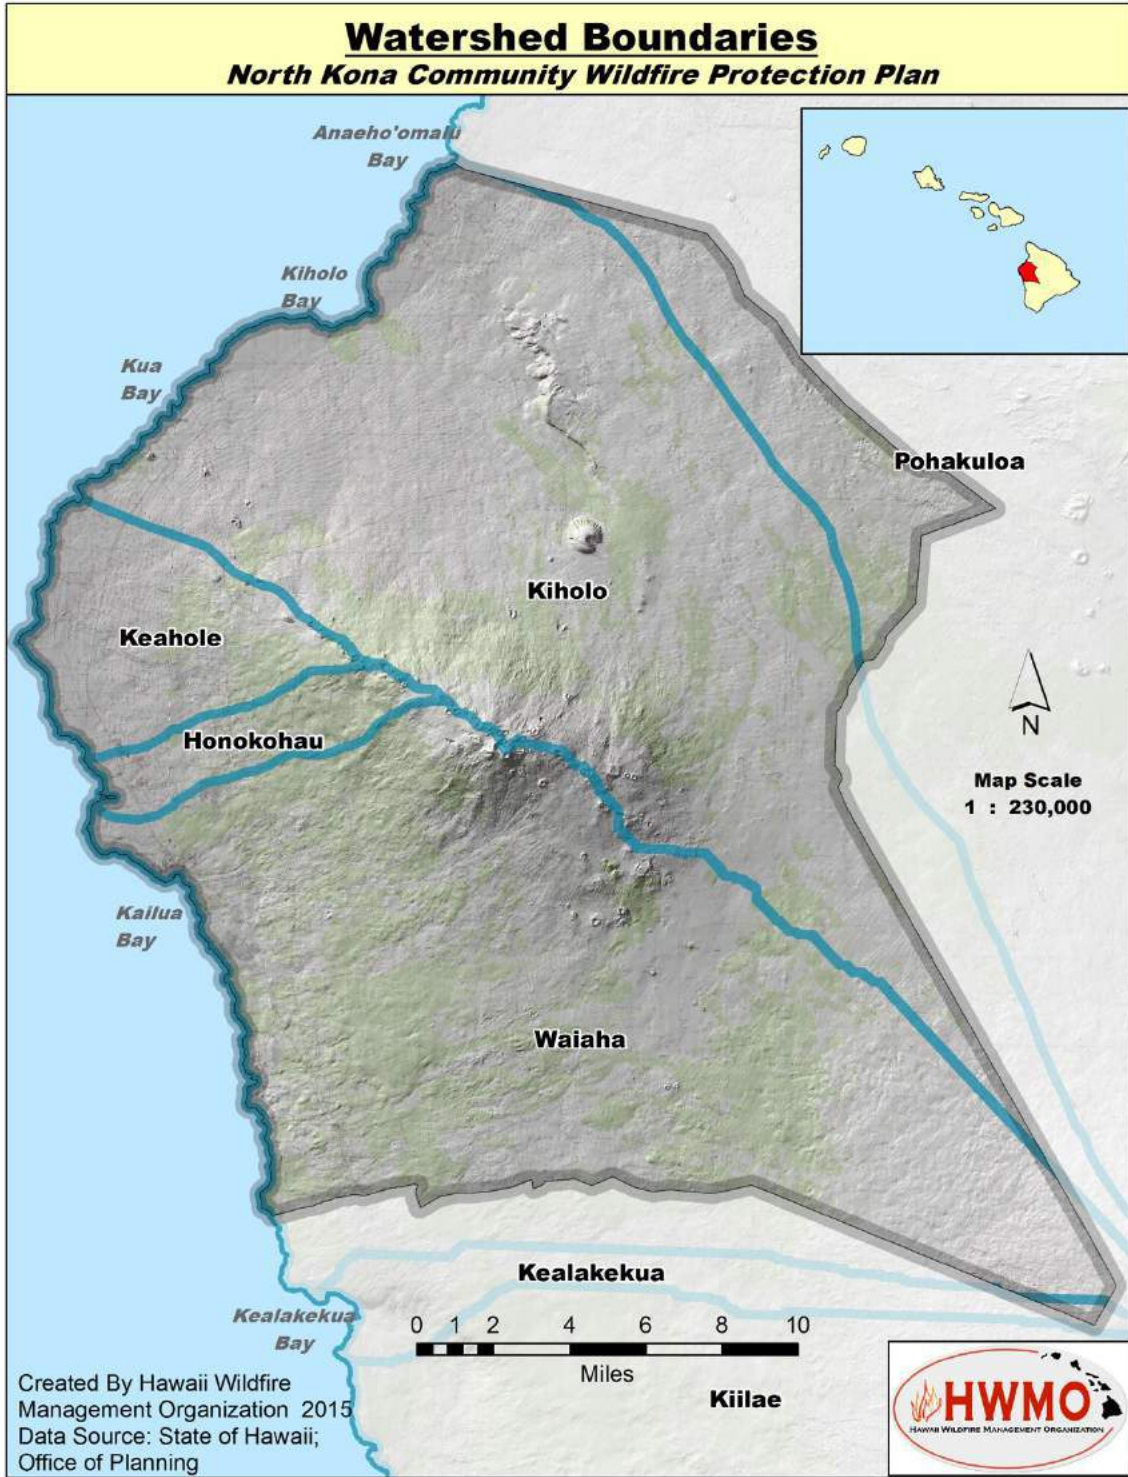 Watershed Boundaries
North Kona Community Wildfire Protection Plan
Anaeho'omalu
Bay
Kiholo
Bay
Kua
Bay
Pohakuloa
Kiholo
Keahole
Honokohau
N
Map Scale
1 : 230,000
Kailua
Bay
Waiaha
Kealakekua
Kealakekua
Bay
0 1 2 4 6 8 10
Miles
Kiilae
Created By Hawaii Wildfire
Management Organization 2015
Data Source: State of Hawaii;
Office of Planning
HWMO
HAWAII WILDFIRE MANAGEMENT ORGANIZATION